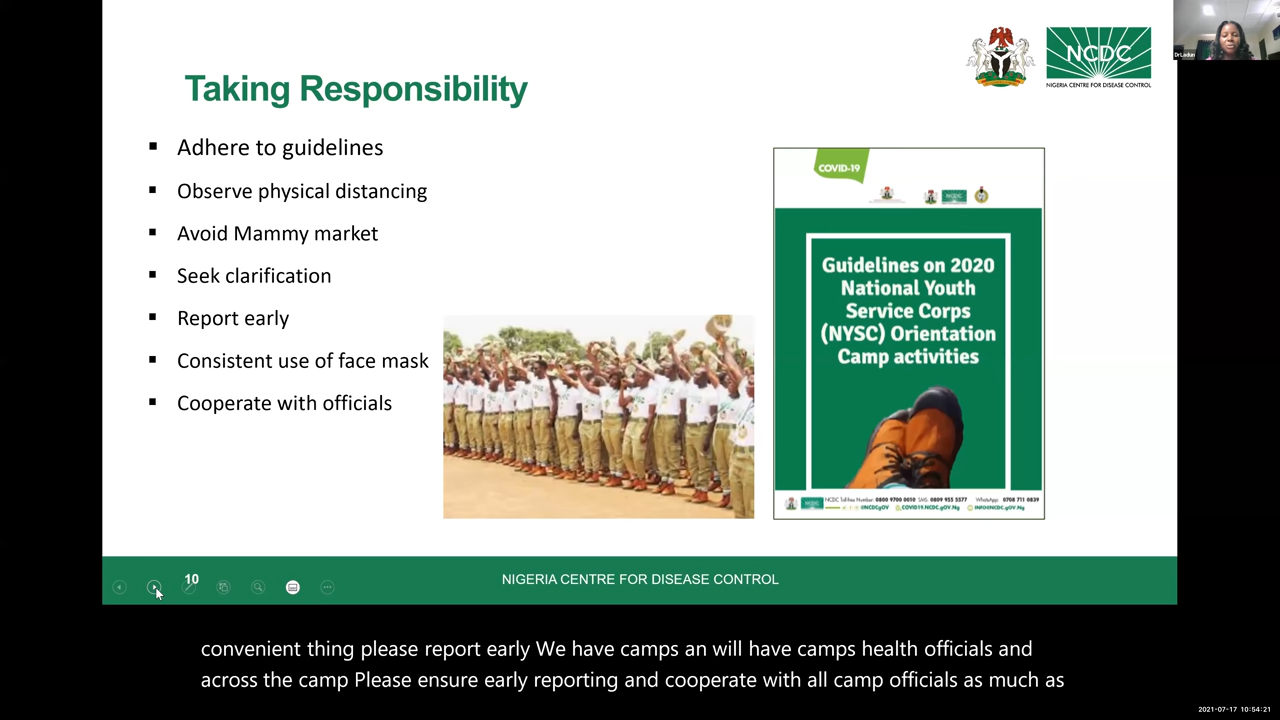 NCDC
NIGERIA CENTRE FOR DISEASE CONTROL
Taking Responsibility
▪ Adhere to guidelines
▪ Observe physical distancing
▪ Avoid Mammy market
▪ Seek clarification
▪ Report early
▪ Consistent use of face mask
▪ Cooperate with officials
COVID-19
NCDC
Guidelines on 2020
National Youth
Service Corps
(NYSC) Orientation
Camp activities
NCDC Toll-free Number 0800 9700 0010 SMS: 0809 955 5577 WhatsApp 0708 711 0839
@NCDCgov COVID19.NCDC.gov.Ng INFO@NCDC.gov.Ng
10
NIGERIA CENTRE FOR DISEASE CONTROL
convenient thing please report early We have camps an will have camps health officials and
across the camp Please ensure early reporting and cooperate with all camp officials as much as
2021-07-17 10:54:21